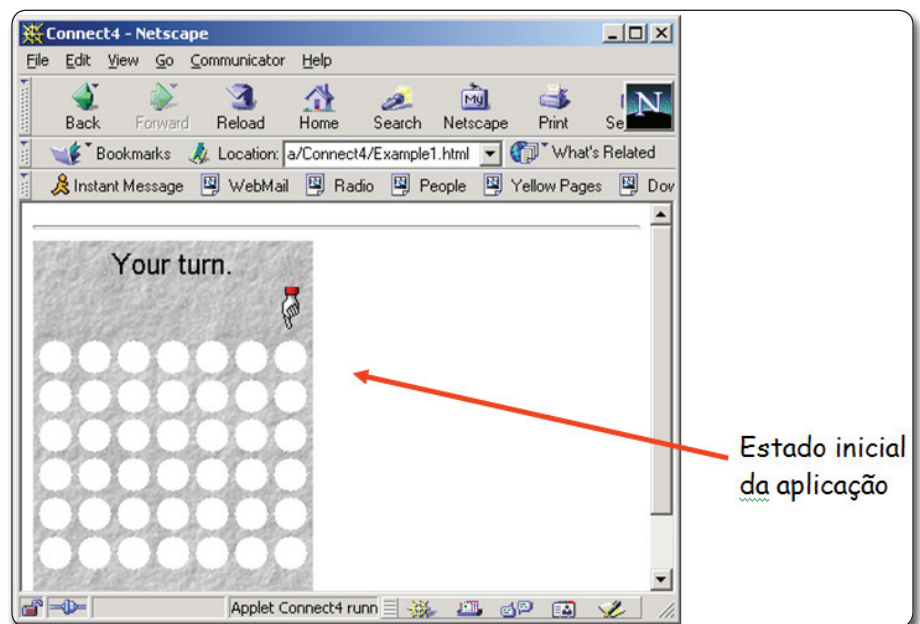 Connect4 - Netscape
File Edit View Go Communicator Help
Back Forward Reload Home Search Netscape Print Se
My
N
Bookmarks Location: a/Connect4/Example1.html What's Related
Instant Message WebMail Radio People Yellow Pages Dow
Your turn.
Estado inicial
da aplicação
Applet Connect4 runn